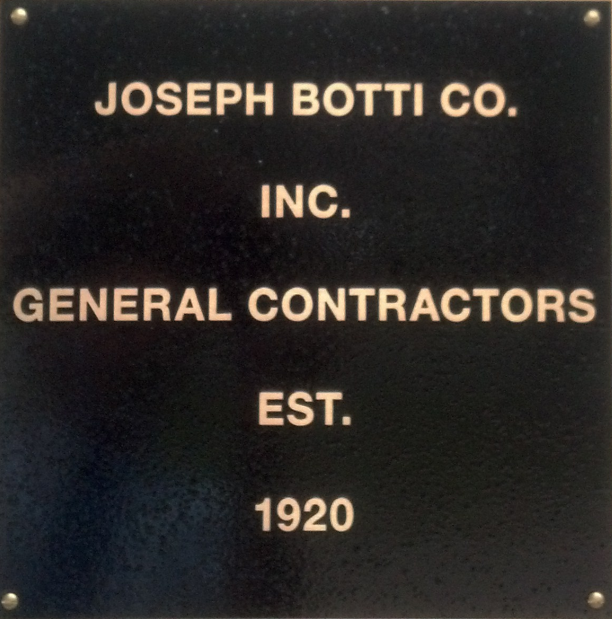 JOSEPH BOTTI CO.
INC.
GENERAL CONTRACTORS
EST.
1920